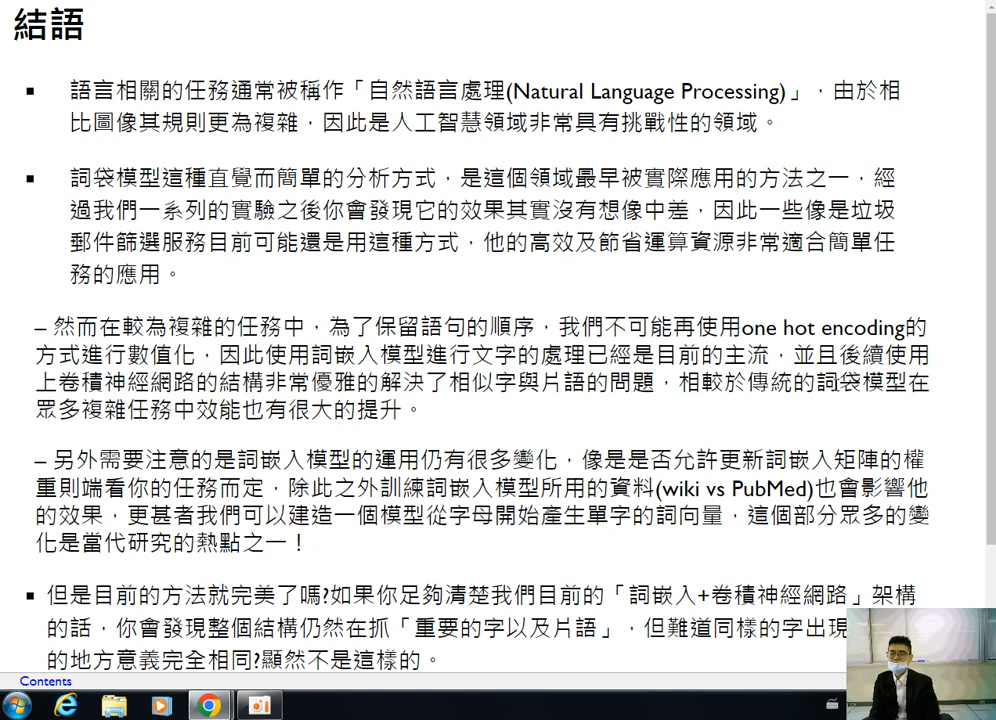 結語
▪ 語言相關的任務通常被稱作「自然語言處理(Natural Language Processing)」，由於相
比圖像其規則更為複雜，因此是人工智慧領域非常具有挑戰性的領域。
▪ 詞袋模型這種直覺而簡單的分析方式，是這個領域最早被實際應用的方法之一，經
過我們一系列的實驗之後你會發現它的效果其實沒有想像中差，因此一些像是垃圾
郵件篩選服務目前可能還是用這種方式，他的高效及節省運算資源非常適合簡單任
務的應用。
– 然而在較為複雜的任務中，為了保留語句的順序，我們不可能再使用one hot encoding的
方式進行數值化，因此使用詞嵌入模型進行文字的處理已經是目前的主流，並且後續使用
上卷積神經網路的結構非常優雅的解決了相似字與片語的問題，相較於傳統的詞袋模型在
眾多複雜任務中效能也有很大的提升。
– 另外需要注意的是詞嵌入模型的運用仍有很多變化，像是是否允許更新詞嵌入矩陣的權
重則端看你的任務而定，除此之外訓練詞嵌入模型所用的資料(wiki vs PubMed)也會影響他
的效果，更甚者我們可以建造一個模型從字母開始產生單字的詞向量，這個部分眾多的變
化是當代研究的熱點之一！
▪ 但是目前的方法就完美了嗎?如果你足夠清楚我們目前的「詞嵌入+卷積神經網路」架構
的話，你會發現整個結構仍然在抓「重要的字以及片語」，但難道同樣的字出現
的地方意義完全相同?顯然不是這樣的。
Contents